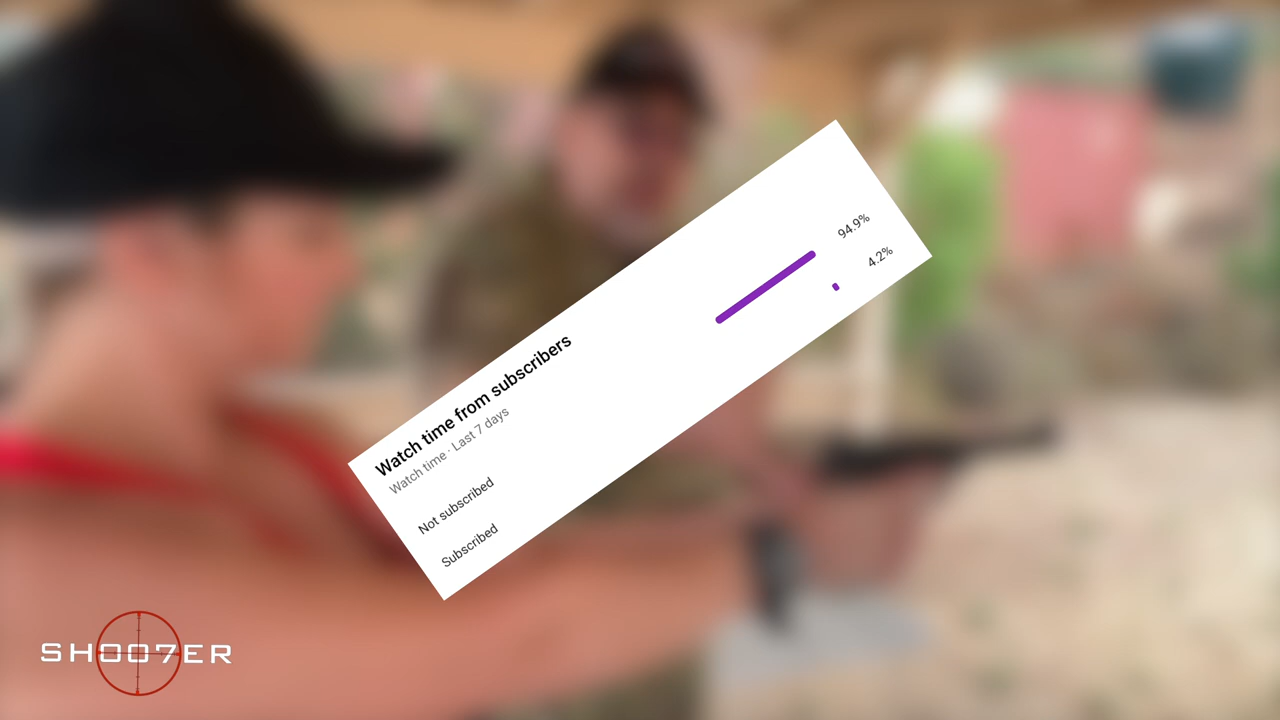 Watch time from subscribers
Watch time · Last 7 days
Not subscribed 94.9%
Subscribed 4.2%
SHOO7ER